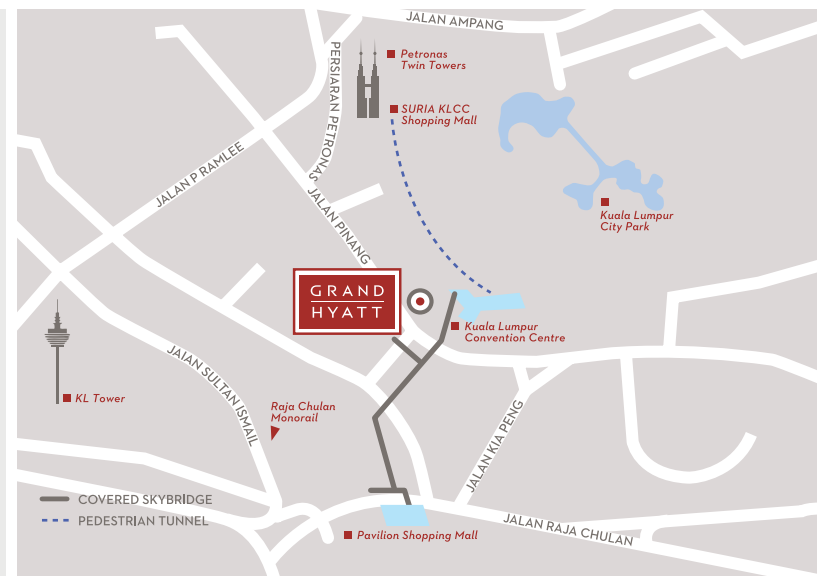 JALAN AMPANG
PERSIARAN PETRONAS
Petronas
Twin Towers
SURIA KLCC
Shopping Mall
JALAN P RAMLEE
JALAN PINANG
Kuala Lumpur
City Park
GRAND
HYATT
Kuala Lumpur
Convention Centre
JAIAN SULTAN ISMAIL
KL Tower
Raja Chulan
Monorail
JALAN KIA PENG
COVERED SKYBRIDGE
PEDESTRIAN TUNNEL
JALAN RAJA CHULAN
Pavilion Shopping Mall